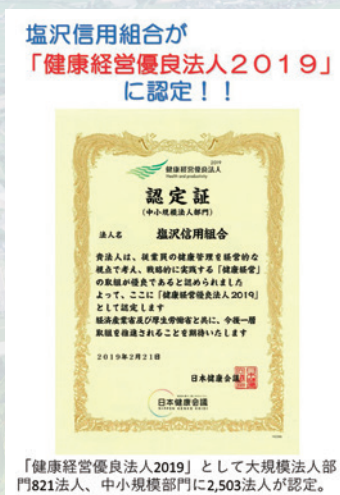 塩沢信用組合が
「健康経営優良法人２０１９」
に認定！！
2019
健康経営優良法人
Health and productivity
認定証
（中小規模法人部門）
法人名 塩沢信用組合
貴法人は、従業員の健康管理を経営的な
視点で考え、戦略的に実践する「健康経営」
の取組が優良であると認められました
よって、ここに「健康経営優良法人2019」
として認定します
経済産業省及び厚生労働省と共に、今後一層
取組を推進されることを期待いたします
2019年2月21日
日本健康会議
日本健康会議
NIPPON KENKO KAIGI
「健康経営優良法人2019」として大規模法人部
門821法人、中小規模部門に2,503法人が認定。